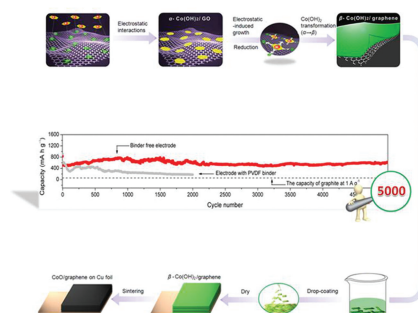 Electrostatic
interactions
α- Co(OH)₂/ GO
Electrostatic
-induced
growth
Reduction
Co(OH)₂
transformation
(α→β)
β- Co(OH)₂/ graphene
Capacity (mA h g⁻¹)
1600
1200
800
400
0
Binder free electrode
Electrode with PVDF binder
The capacity of graphite at 1 A g⁻¹
0
500
1000
1500
2000
2500
3000
3500
4000
5000
Cycle number
CoO/graphene on Cu foil
Sintering
β-Co(OH)₂/graphene
Dry
Drop-coating